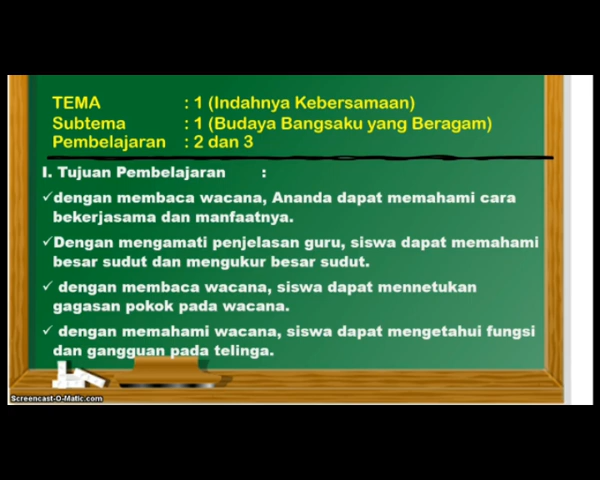 TEMA : 1 (Indahnya Kebersamaan)
Subtema : 1 (Budaya Bangsaku yang Beragam)
Pembelajaran : 2 dan 3
I. Tujuan Pembelajaran :
✓dengan membaca wacana, Ananda dapat memahami cara
bekerjasama dan manfaatnya.
✓Dengan mengamati penjelasan guru, siswa dapat memahami
besar sudut dan mengukur besar sudut.
✓ dengan membaca wacana, siswa dapat mennetukan
gagasan pokok pada wacana.
✓ dengan memahami wacana, siswa dapat mengetahui fungsi
dan gangguan pada telinga.
Screencast-O-Matic.com